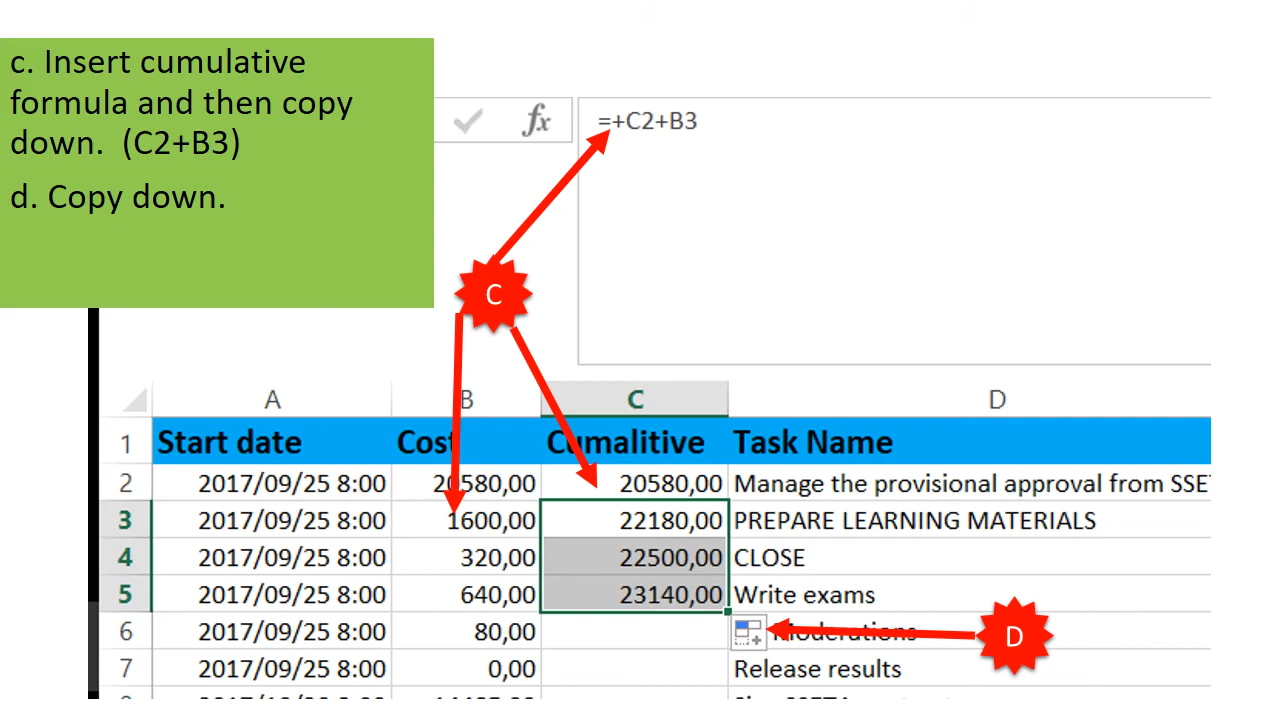 c. Insert cumulative
formula and then copy
down. (C2+B3)
d. Copy down.
fx
=+C2+B3
C
A B C D
1 Start date Cost Cumalitive Task Name
2 2017/09/25 8:00 20580,00 20580,00 Manage the provisional approval from SSET
3 2017/09/25 8:00 1600,00 22180,00 PREPARE LEARNING MATERIALS
4 2017/09/25 8:00 320,00 22500,00 CLOSE
5 2017/09/25 8:00 640,00 23140,00 Write exams
6 2017/09/25 8:00 80,00 Moderations
D
7 2017/09/25 8:00 0,00 Release results